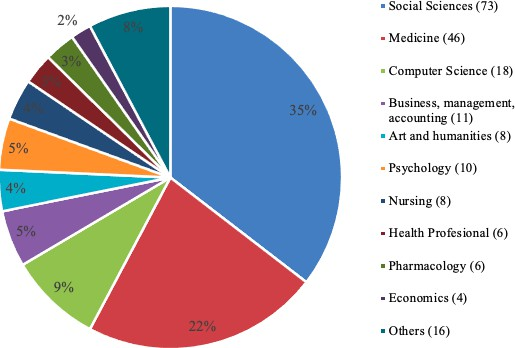 2%
8%
3%
35%
5%
4%
5%
9%
22%
Social Sciences (73)
Medicine (46)
Computer Science (18)
Business, management,
accounting (11)
Art and humanities (8)
Psychology (10)
Nursing (8)
Health Profesional (6)
Pharmacology (6)
Economics (4)
Others (16)